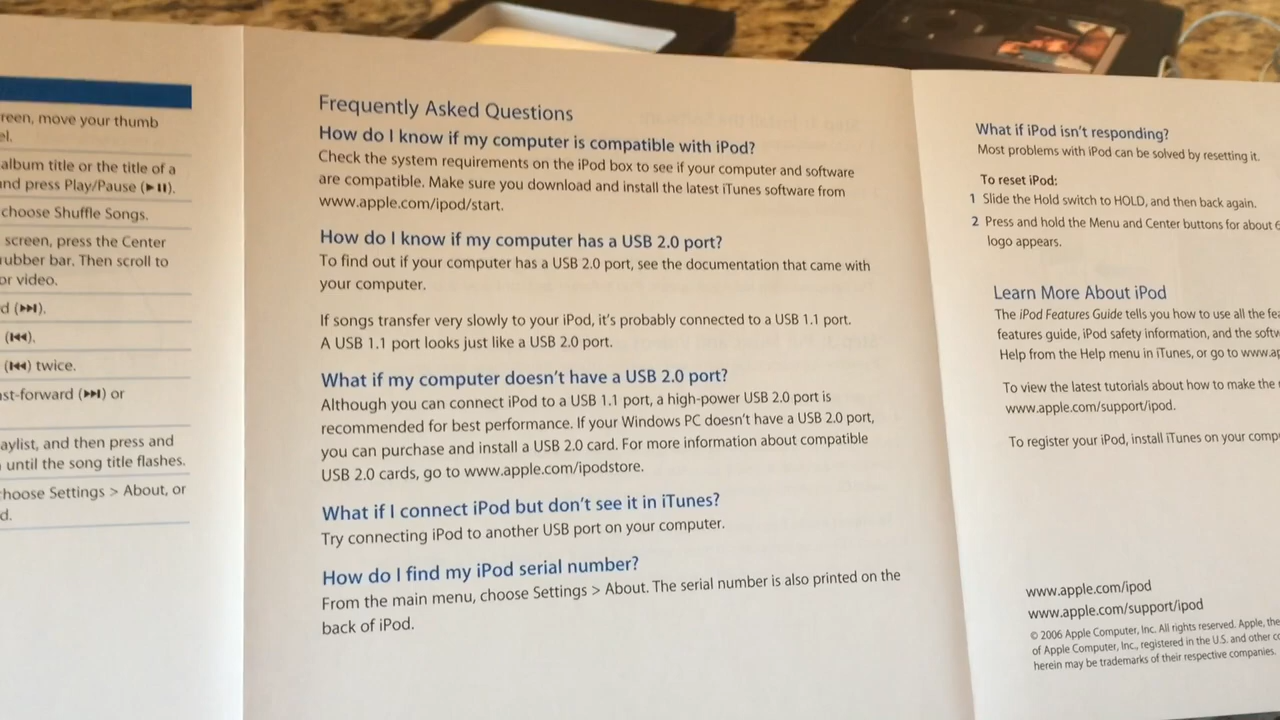 reen, move your thumb
el.
album title or the title of a
nd press Play/Pause (⏯).
choose Shuffle Songs.
screen, press the Center
rubber bar. Then scroll to
or video.
d (⏭).
(⏮).
(⏮) twice.
st-forward (⏭) or
aylist, and then press and
until the song title flashes.
hoose Settings > About, or
d.
Frequently Asked Questions
How do I know if my computer is compatible with iPod?
Check the system requirements on the iPod box to see if your computer and software
are compatible. Make sure you download and install the latest iTunes software from
www.apple.com/ipod/start.
How do I know if my computer has a USB 2.0 port?
To find out if your computer has a USB 2.0 port, see the documentation that came with
your computer.
If songs transfer very slowly to your iPod, it's probably connected to a USB 1.1 port.
A USB 1.1 port looks just like a USB 2.0 port.
What if my computer doesn't have a USB 2.0 port?
Although you can connect iPod to a USB 1.1 port, a high-power USB 2.0 port is
recommended for best performance. If your Windows PC doesn't have a USB 2.0 port,
you can purchase and install a USB 2.0 card. For more information about compatible
USB 2.0 cards, go to www.apple.com/ipodstore.
What if I connect iPod but don't see it in iTunes?
Try connecting iPod to another USB port on your computer.
How do I find my iPod serial number?
From the main menu, choose Settings > About. The serial number is also printed on the
back of iPod.
What if iPod isn't responding?
Most problems with iPod can be solved by resetting it.
To reset iPod:
1 Slide the Hold switch to HOLD, and then back again.
2 Press and hold the Menu and Center buttons for about 6
logo appears.
Learn More About iPod
The iPod Features Guide tells you how to use all the fea
features guide, iPod safety information, and the softw
Help from the Help menu in iTunes, or go to www.ap
To view the latest tutorials about how to make the
www.apple.com/support/ipod.
To register your iPod, install iTunes on your comp
www.apple.com/ipod
www.apple.com/support/ipod
© 2006 Apple Computer, Inc. All rights reserved. Apple, the
of Apple Computer, Inc., registered in the U.S. and other co
herein may be trademarks of their respective companies.